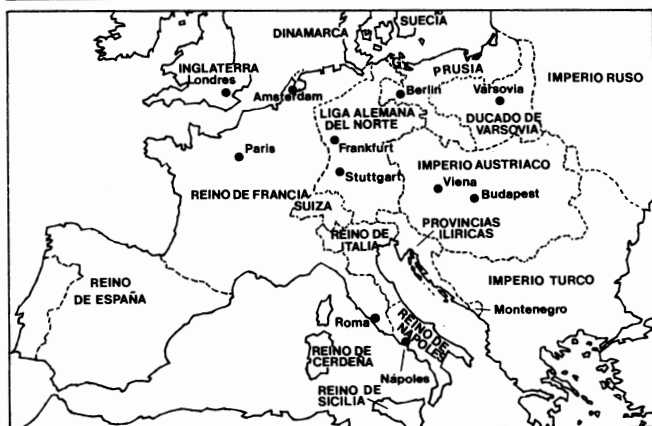 SUECIA
DINAMARCA
INGLATERRA
Londres
Amsterdam
PRUSIA
IMPERIO RUSO
Berlin
Vársovia
LIGA ALEMANA
DEL NORTE
DUCADO DE
VARSOVIA
Paris
Frankfurt
IMPERIO AUSTRIACO
Stuttgart
Viena
Budapest
REINO DE FRANCIA
SUIZA
PROVINCIAS
ILIRICAS
REINO DE
ITALIA
REINO
DE ESPAÑA
IMPERIO TURCO
Montenegro
Roma
REINO DE
NAPOLES
REINO DE
CERDEÑA
Nápoles
REINO DE
SICILIA